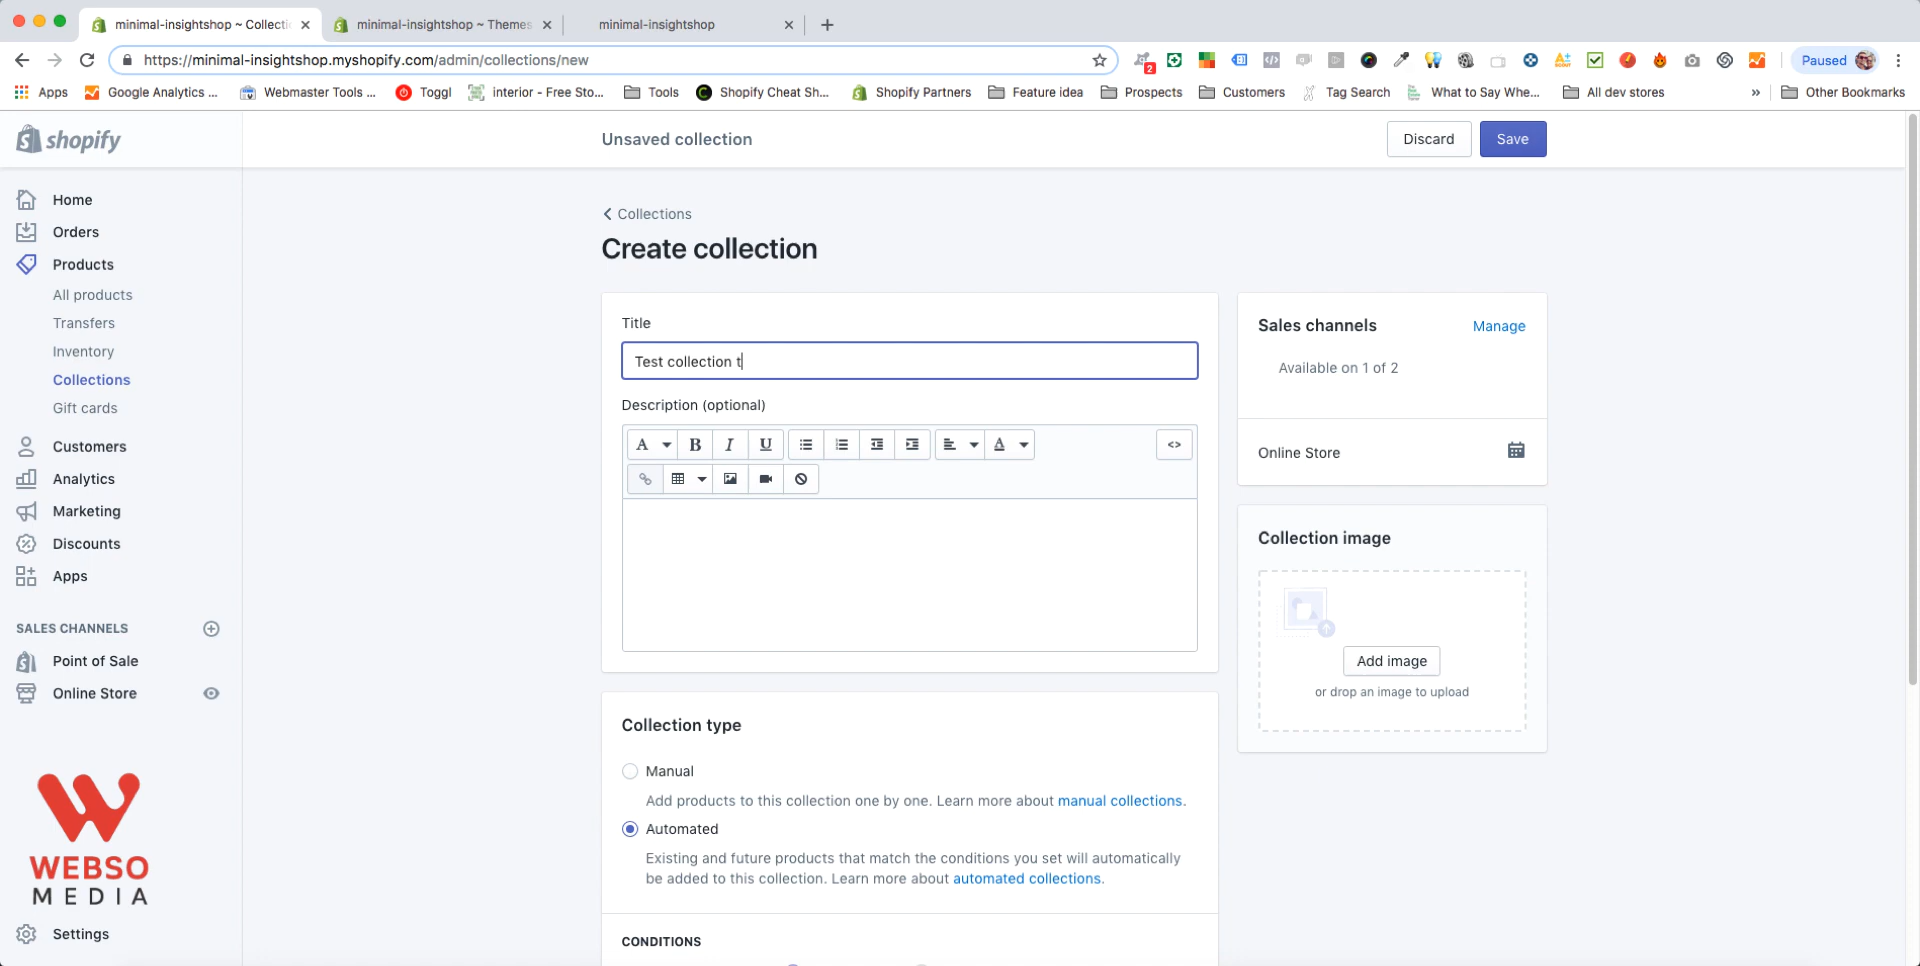 minimal-insightshop ~ Collecti
minimal-insightshop ~ Themes
minimal-insightshop
https://minimal-insightshop.myshopify.com/admin/collections/new
2
Paused
Apps
Google Analytics ...
Webmaster Tools ...
Toggl
interior - Free Sto...
Tools
Shopify Cheat Sh...
Shopify Partners
Feature idea
Prospects
Customers
Tag Search
What to Say Whe...
All dev stores
»
Other Bookmarks
shopify
Unsaved collection
Discard
Save
Home
Orders
Products
All products
Transfers
Inventory
Collections
Gift cards
Customers
Analytics
Marketing
Discounts
Apps
SALES CHANNELS
Point of Sale
Online Store
WEBSO
MEDIA
Settings
Collections
Create collection
Title
Test collection t
Description (optional)
A B I U A <>
Collection type
Manual
Add products to this collection one by one. Learn more about manual collections.
Automated
Existing and future products that match the conditions you set will automatically
be added to this collection. Learn more about automated collections.
CONDITIONS
Sales channels
Manage
Available on 1 of 2
Online Store
Collection image
Add image
or drop an image to upload